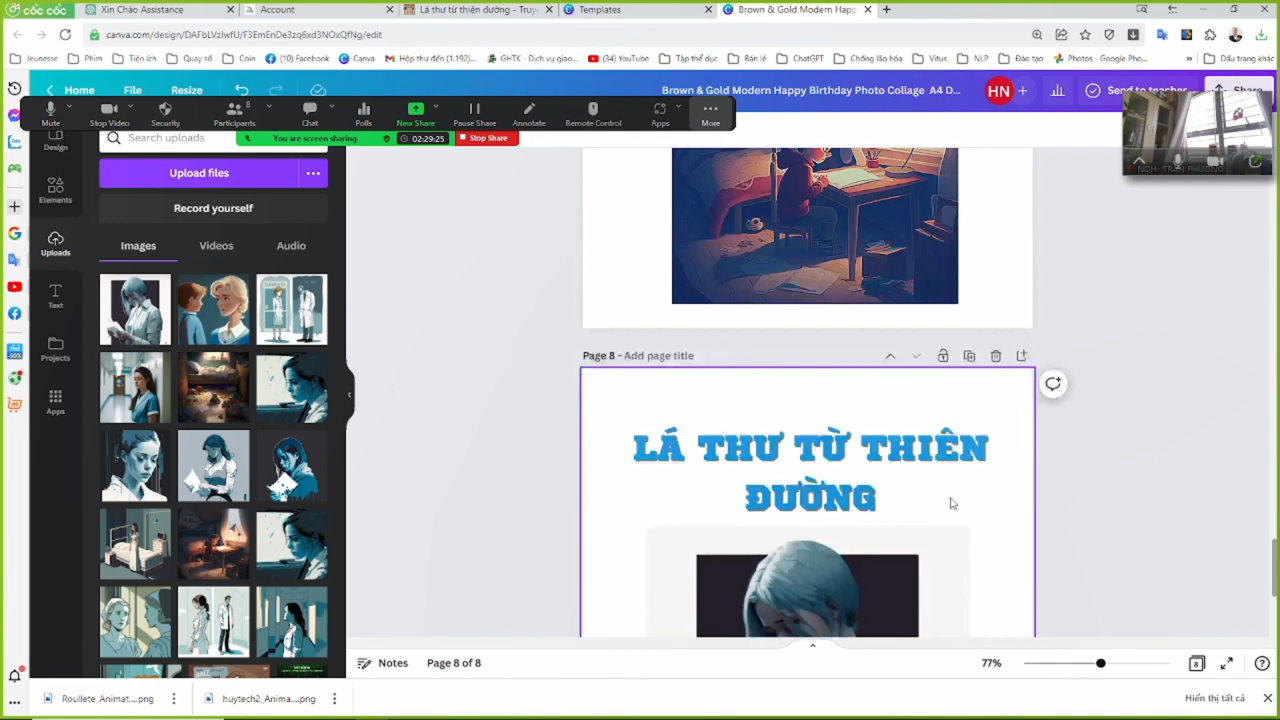 cốc cốc
Xin Chào Assistance
Account
Lá thư từ thiên đường - Truyệ
Templates
Brown & Gold Modern Happ
canva.com/design/DAFbLVzIwfU/F3EmEnDe3zq6xd3NOxQfNg/edit
Jeunesse
Phim
Tiện ích
Quay số
Coin
(10) Facebook
Canva
Hộp thư đến (1.192)...
GHTK - Dịch vụ giao...
(34) YouTube
Tập thể dục
Bán lẻ
ChatGPT
Chống lão hóa
Virtus
NLP
Đào tạo
Photos - Google Pho...
Dấu trang khác
Home
File
Resize
Brown & Gold Modern Happy Birthday Photo Collage A4 D...
HN
Send to teacher
Share
Mute
Stop Video
Security
8
Participants
Chat
Polls
New Share
Pause Share
Annotate
Remote Control
Apps
More
You are screen sharing
02:29:25
Stop Share
NQH- TRẦN PHƯƠNG
Design
Search uploads
Elements
Upload files
Record yourself
Uploads
Images
Videos
Audio
Text
Projects
Apps
Page 8 - Add page title
LÁ THƯ TỪ THIÊN
ĐƯỜNG
Notes
Page 8 of 8
77%
8
Roullete_Animat....png
huytech2_Anima....png
Hiển thị tất cả